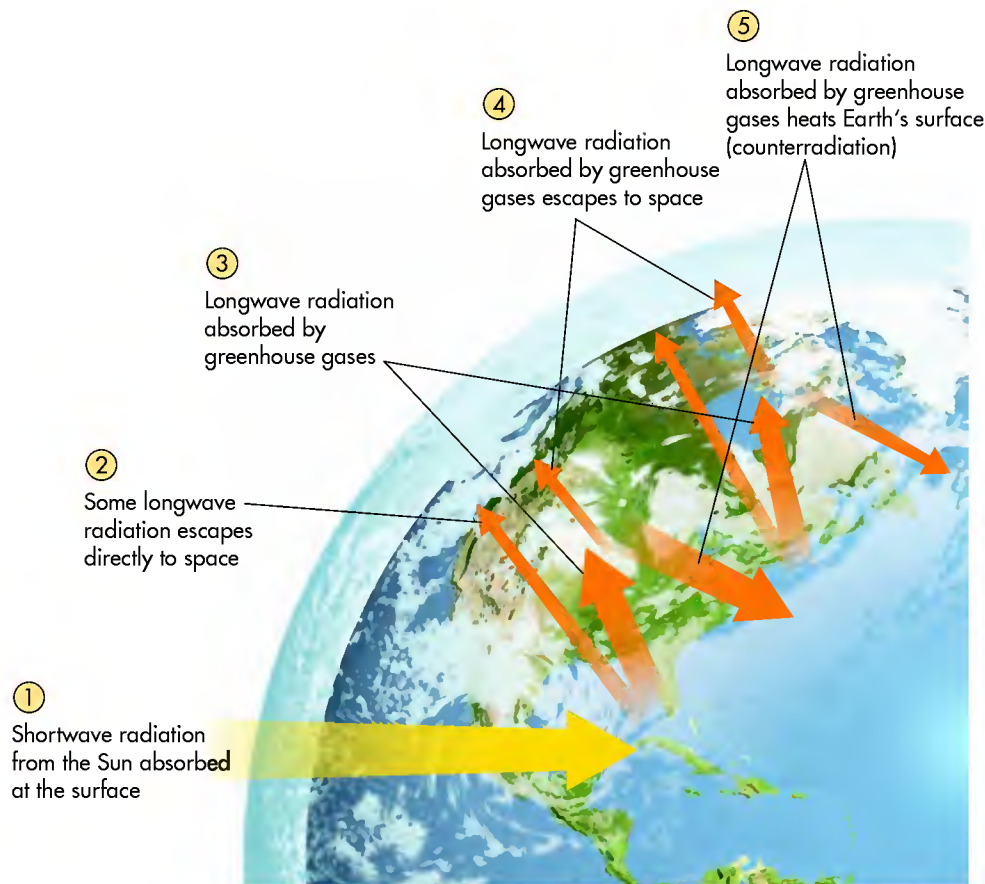 1
Shortwave radiation
from the Sun absorbed
at the surface
2
Some longwave
radiation escapes
directly to space
3
Longwave radiation
absorbed by
greenhouse gases
4
Longwave radiation
absorbed by greenhouse
gases escapes to space
5
Longwave radiation
absorbed by greenhouse
gases heats Earth's surface
(counterradiation)